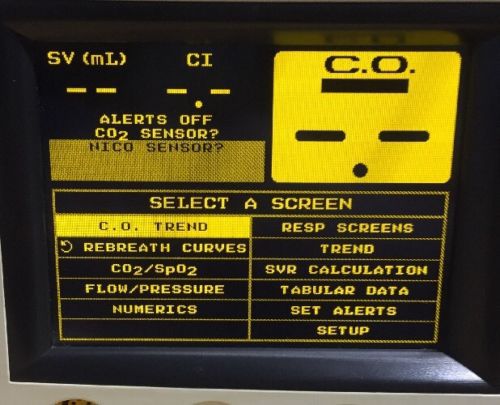 SV (mL) CI
C.O.
-- -.-
-- . --
ALERTS OFF
CO2 SENSOR?
NICO SENSOR?
SELECT A SCREEN
C.O. TREND RESP SCREENS
REBREATH CURVES TREND
CO2/SpO2 SVR CALCULATION
FLOW/PRESSURE TABULAR DATA
NUMERICS SET ALERTS
SETUP